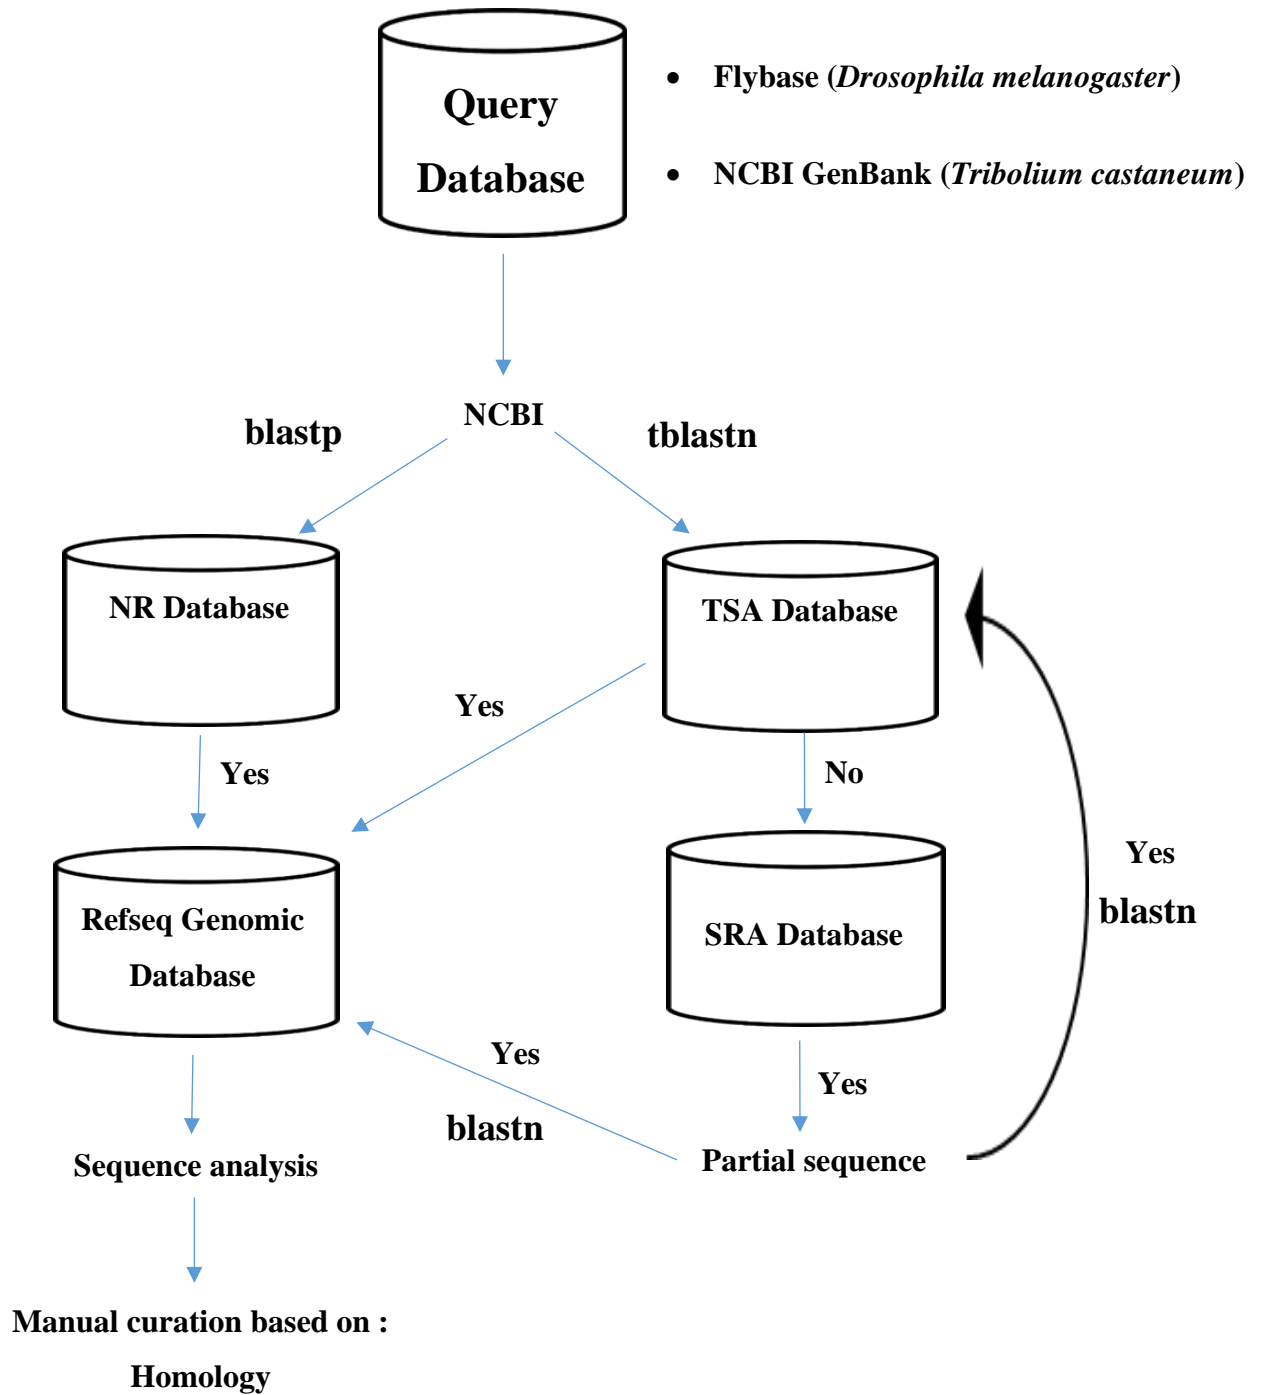 Query
Database
• Flybase (Drosophila melanogaster)
• NCBI GenBank (Tribolium castaneum)
NCBI
blastp
tblastn
NR Database
TSA Database
Yes
Yes
No
Refseq Genomic
Database
SRA Database
Yes
blastn
Yes
blastn
Yes
Sequence analysis
Partial sequence
Manual curation based on :
Homology